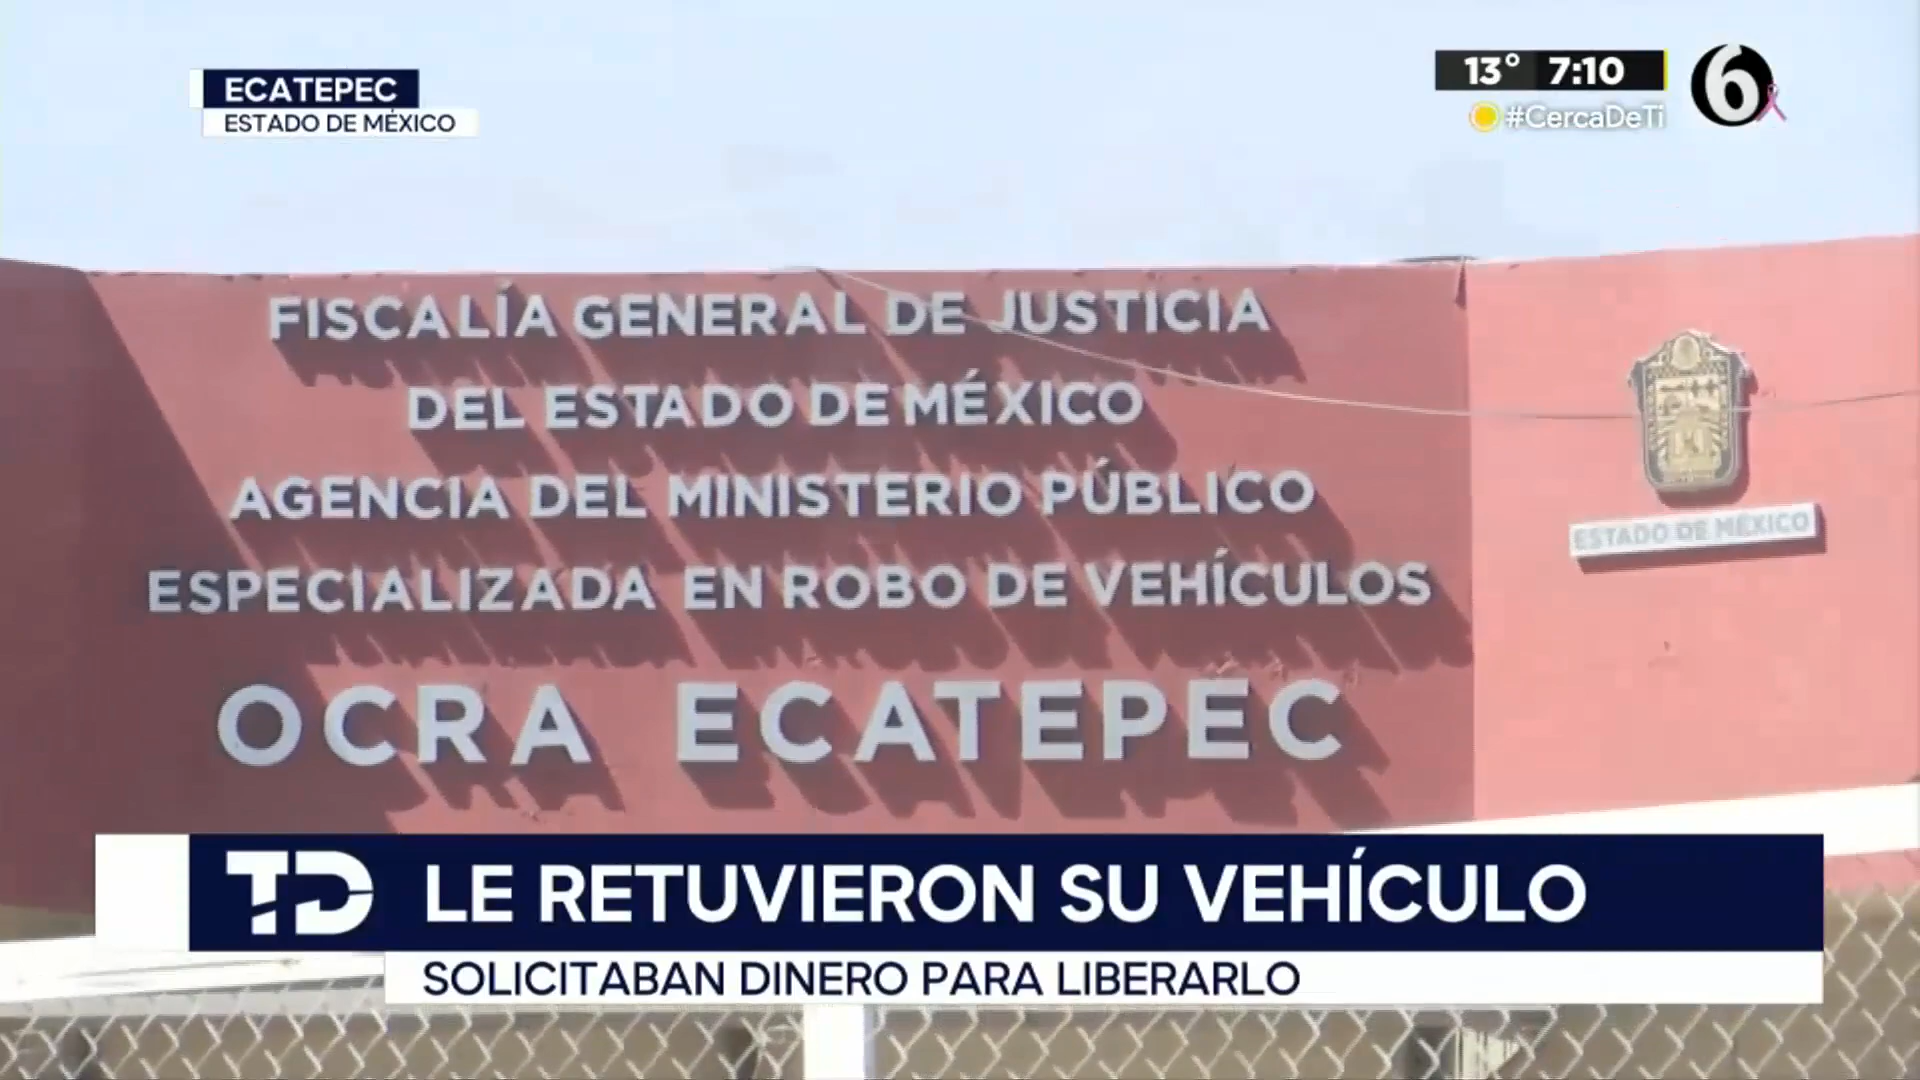 ECATEPEC
ESTADO DE MÉXICO
13° 7:10
#CercaDeTi
6
FISCALÍA GENERAL DE JUSTICIA
DEL ESTADO DE MÉXICO
AGENCIA DEL MINISTERIO PÚBLICO
ESPECIALIZADA EN ROBO DE VEHÍCULOS
OCRA ECATEPEC
ESTADO DE MÉXICO
TD LE RETUVIERON SU VEHÍCULO
SOLICITABAN DINERO PARA LIBERARLO